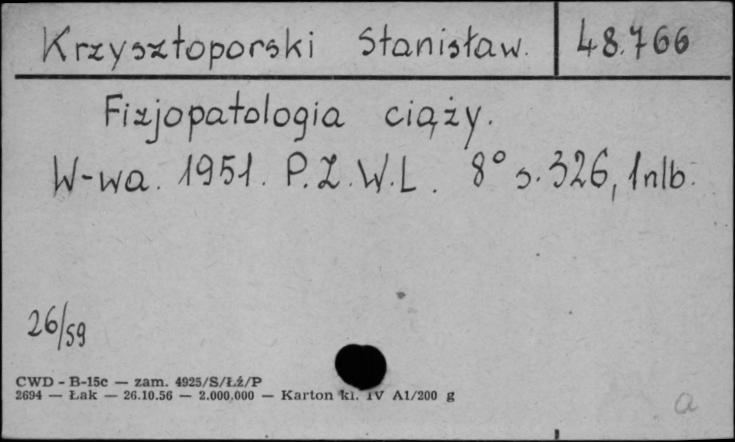 Krzysztoporski Stanisław. 48.766
Fizjopatologia ciąży.
W-wa. 1951. P.Z.W.L. 8° s. 326, 1nlb.
26/59
CWD - B-15c — zam. 4925/S/Łź/P
2694 — Łak — 26.10.56 — 2.000.000 — Karton kl. IV A1/200 g
a